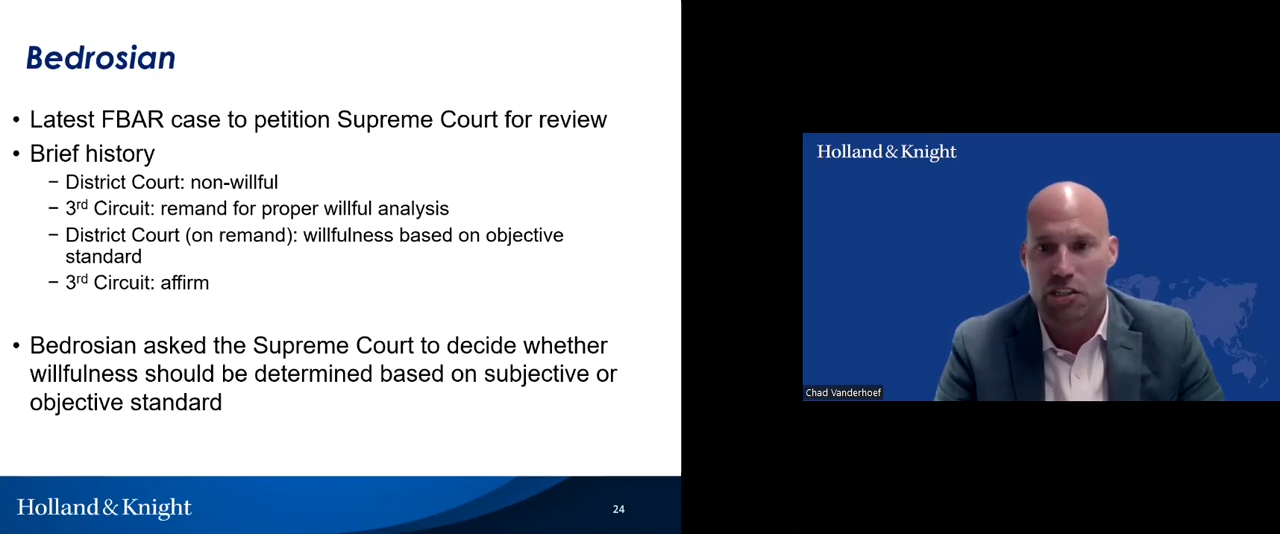 Bedrosian
• Latest FBAR case to petition Supreme Court for review
• Brief history
− District Court: non-willful
− 3rd Circuit: remand for proper willful analysis
− District Court (on remand): willfulness based on objective
standard
− 3rd Circuit: affirm
• Bedrosian asked the Supreme Court to decide whether
willfulness should be determined based on subjective or
objective standard
Holland & Knight
24
Holland & Knight
Chad Vanderhoef